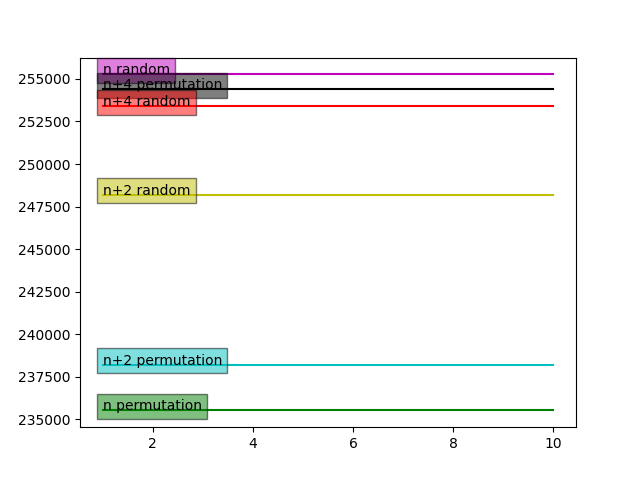 n random
255000
n+4 permutation
n+4 random
252500
250000
n+2 random
247500
245000
242500
240000
n+2 permutation
237500
n permutation
235000
2 4 6 8 10